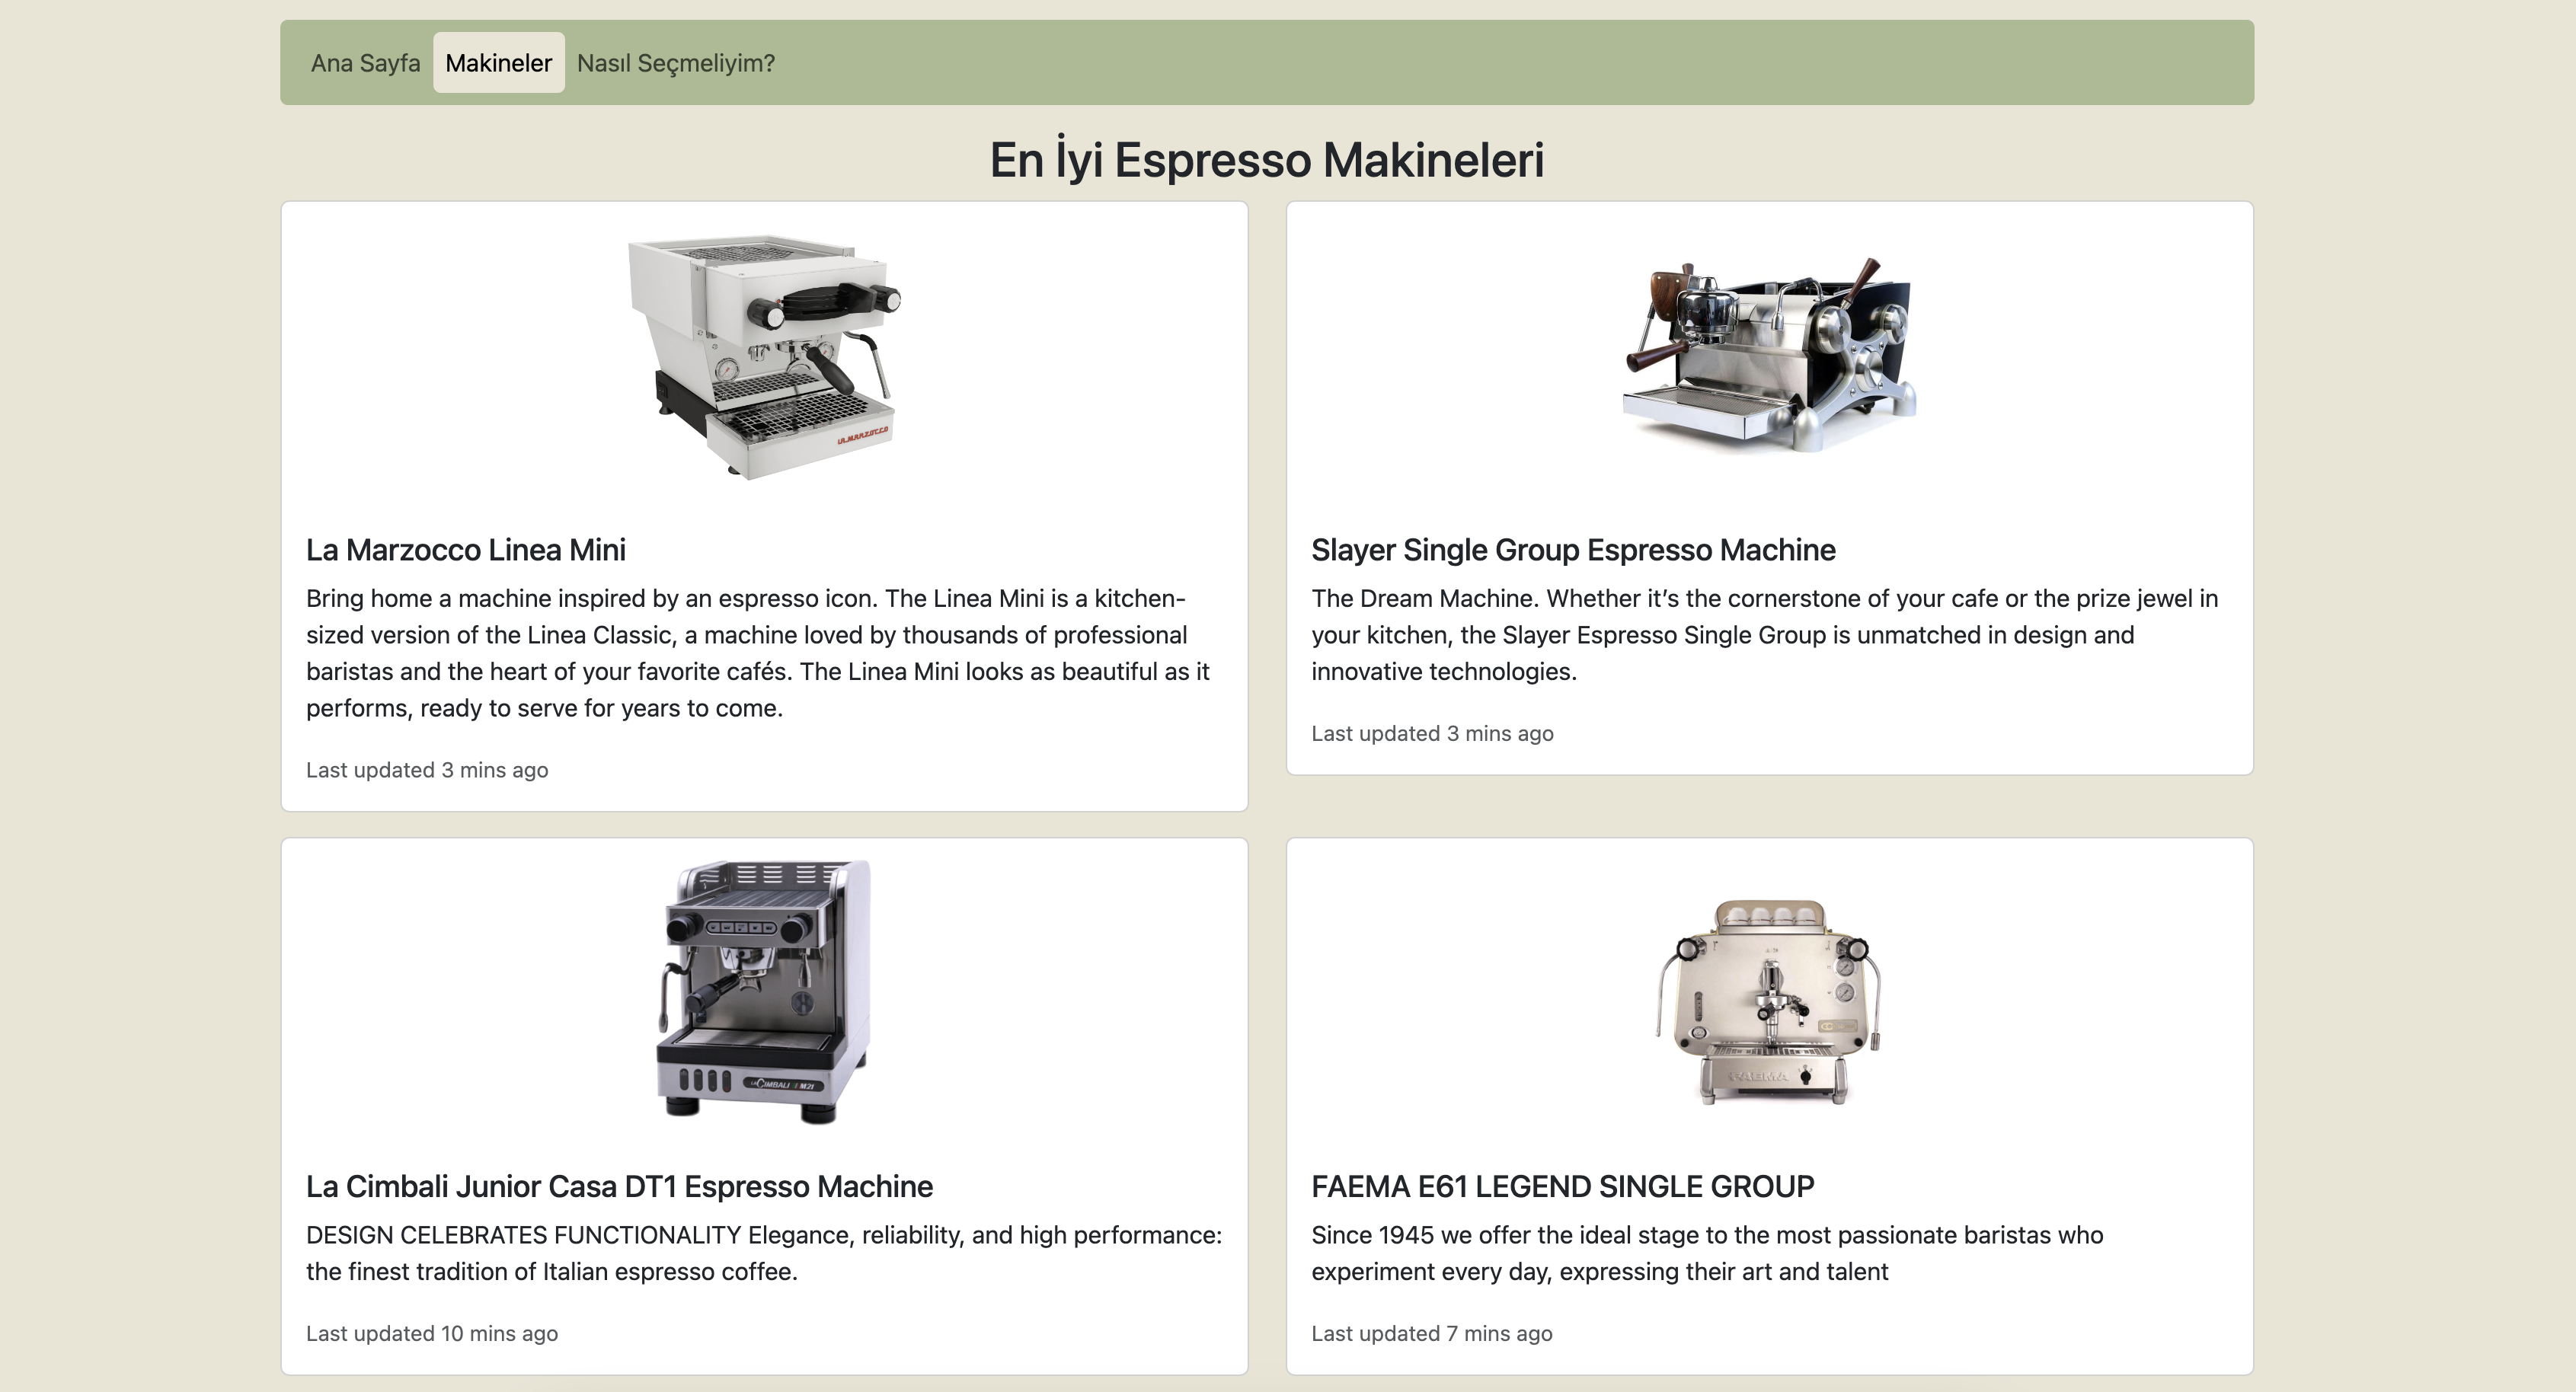 Ana Sayfa
Makineler
Nasıl Seçmeliyim?
En İyi Espresso Makineleri
LA MARZOCCO
La Marzocco Linea Mini
Bring home a machine inspired by an espresso icon. The Linea Mini is a kitchen-
sized version of the Linea Classic, a machine loved by thousands of professional
baristas and the heart of your favorite cafés. The Linea Mini looks as beautiful as it
performs, ready to serve for years to come.
Last updated 3 mins ago
Slayer Single Group Espresso Machine
The Dream Machine. Whether it’s the cornerstone of your cafe or the prize jewel in
your kitchen, the Slayer Espresso Single Group is unmatched in design and
innovative technologies.
Last updated 3 mins ago
LA CIMBALI M21
La Cimbali Junior Casa DT1 Espresso Machine
DESIGN CELEBRATES FUNCTIONALITY Elegance, reliability, and high performance:
the finest tradition of Italian espresso coffee.
Last updated 10 mins ago
FAEMA
FAEMA E61 LEGEND SINGLE GROUP
Since 1945 we offer the ideal stage to the most passionate baristas who
experiment every day, expressing their art and talent
Last updated 7 mins ago